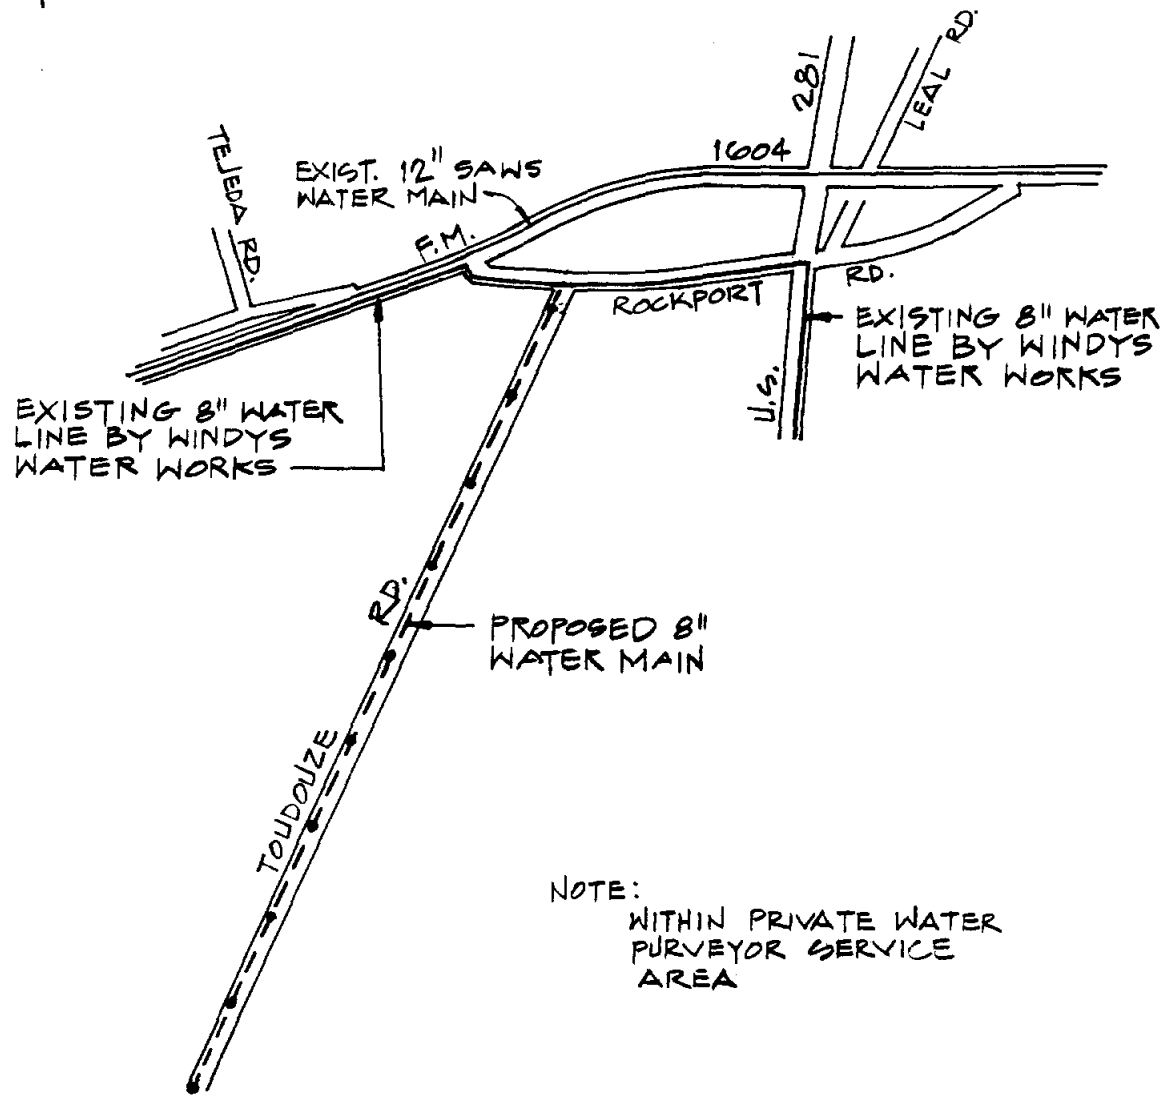 RD.
LEAL
281
1604
EXIST. 12" SAWS
WATER MAIN
TEJEDA RD.
F.M.
ROCKPORT
RD.
EXISTING 8" WATER
LINE BY WINDYS
WATER WORKS
U.S.
EXISTING 8" WATER
LINE BY WINDYS
WATER WORKS
RD.
PROPOSED 8"
WATER MAIN
TOUDOUZE
NOTE:
WITHIN PRIVATE WATER
PURVEYOR SERVICE
AREA